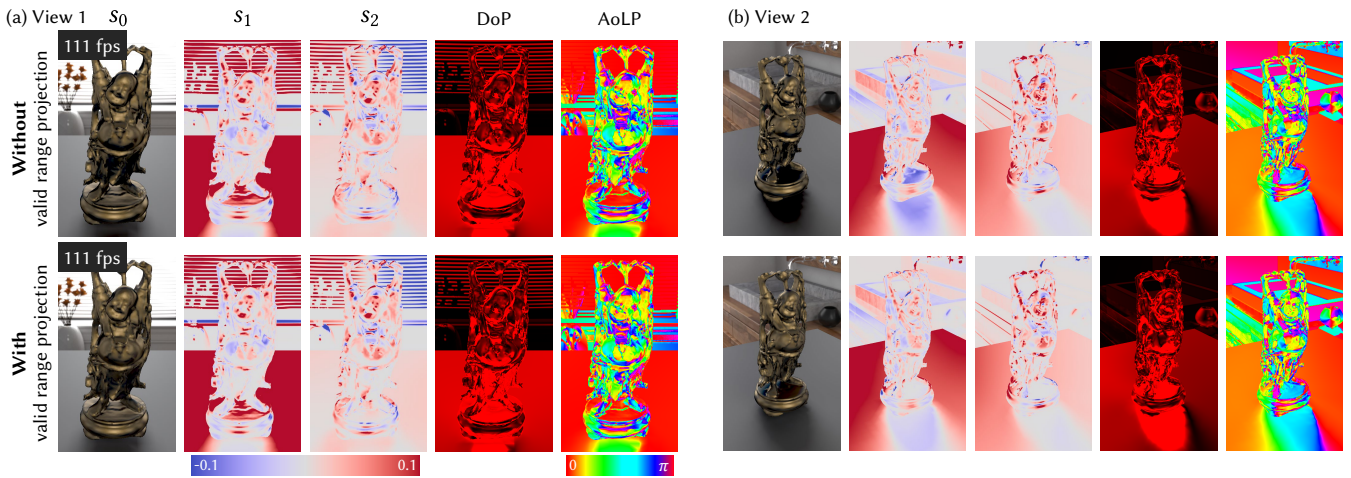 (a) View 1 s0 s1 s2 DoP AoLP (b) View 2
111 fps
Without
valid range projection
111 fps
With
valid range projection
-0.1 0.1 0 π